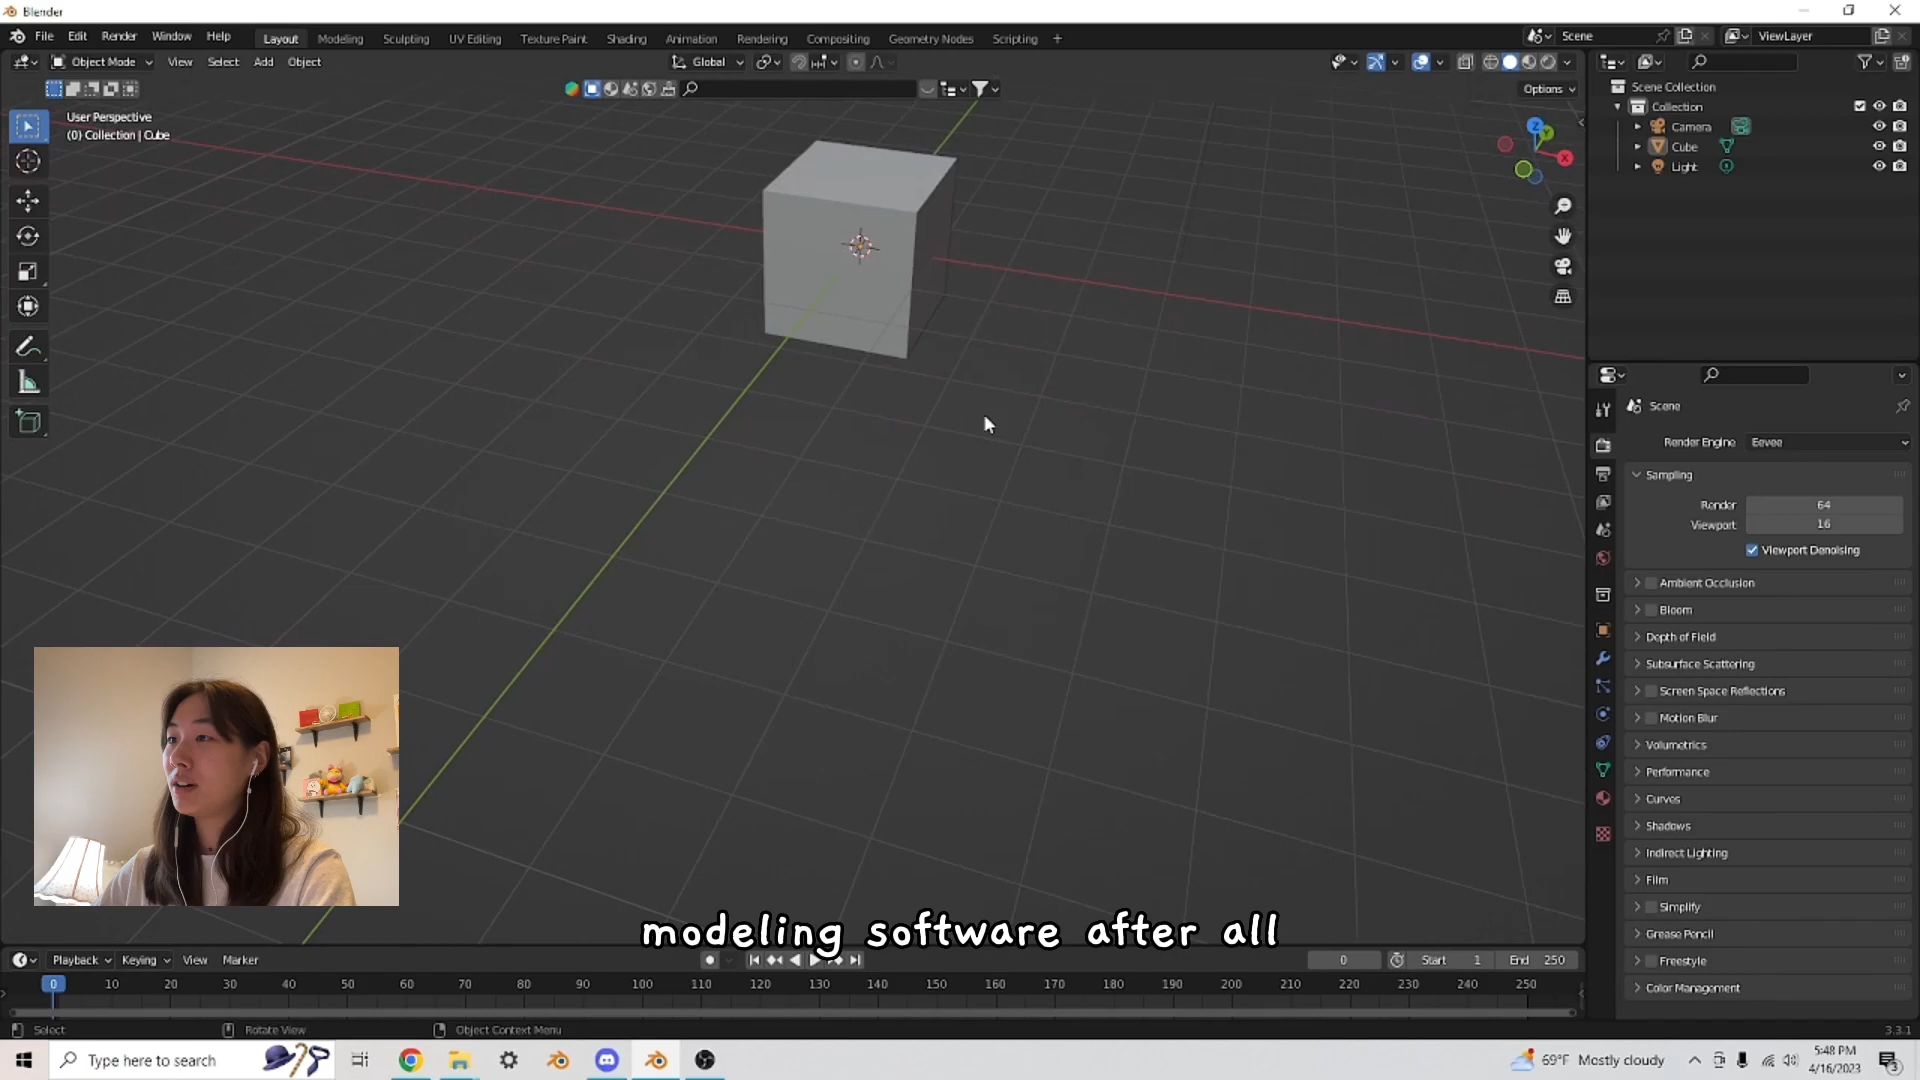 Blender
File Edit Render Window Help
Layout Modeling Sculpting UV Editing Texture Paint Shading Animation Rendering Compositing Geometry Nodes Scripting +
Scene
ViewLayer
Object Mode View Select Add Object
Global
Options
User Perspective
(0) Collection | Cube
Z
Y
X
Scene Collection
Collection
Camera
Cube
Light
Scene
Render Engine Eevee
Sampling
Render 64
Viewport 16
Viewport Denoising
Ambient Occlusion
Bloom
Depth of Field
Subsurface Scattering
Screen Space Reflections
Motion Blur
Volumetrics
Performance
Curves
Shadows
Indirect Lighting
Film
Simplify
Grease Pencil
Freestyle
Color Management
modeling software after all
Playback Keying View Marker
0 Start 1 End 250
0 10 20 30 40 50 60 70 80 90 100 110 120 130 140 150 160 170 180 190 200 210 220 230 240 250
Select Rotate View Object Context Menu
3.3.1
Type here to search
69°F Mostly cloudy
5:48 PM
4/16/2023
3